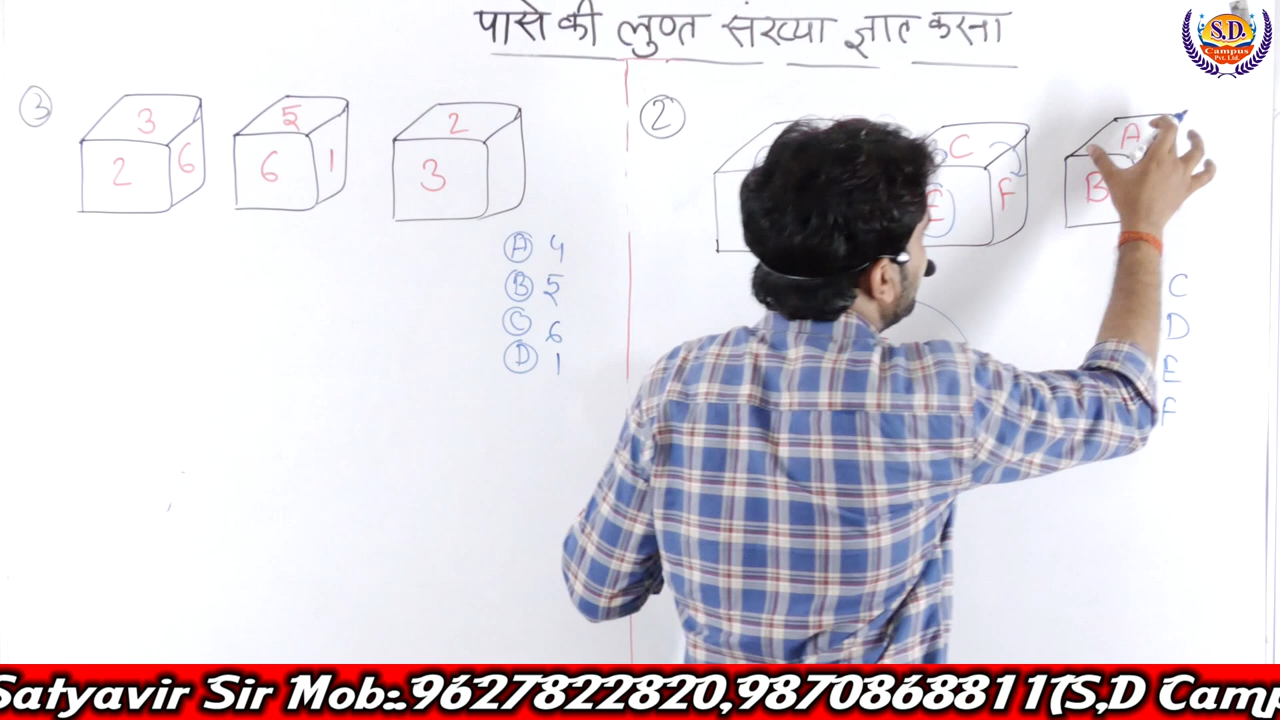 पासे की लुप्त संख्या ज्ञात करना
S.D.
Campus
Pvt. Ltd.
3
3
2
6
5
6
1
2
3
A 4
B 5
C 6
D 1
2
C
E
F
A
B
C
D
E
F
Satyavir Sir Mob:.9627822820,9870868811(S,D Camp